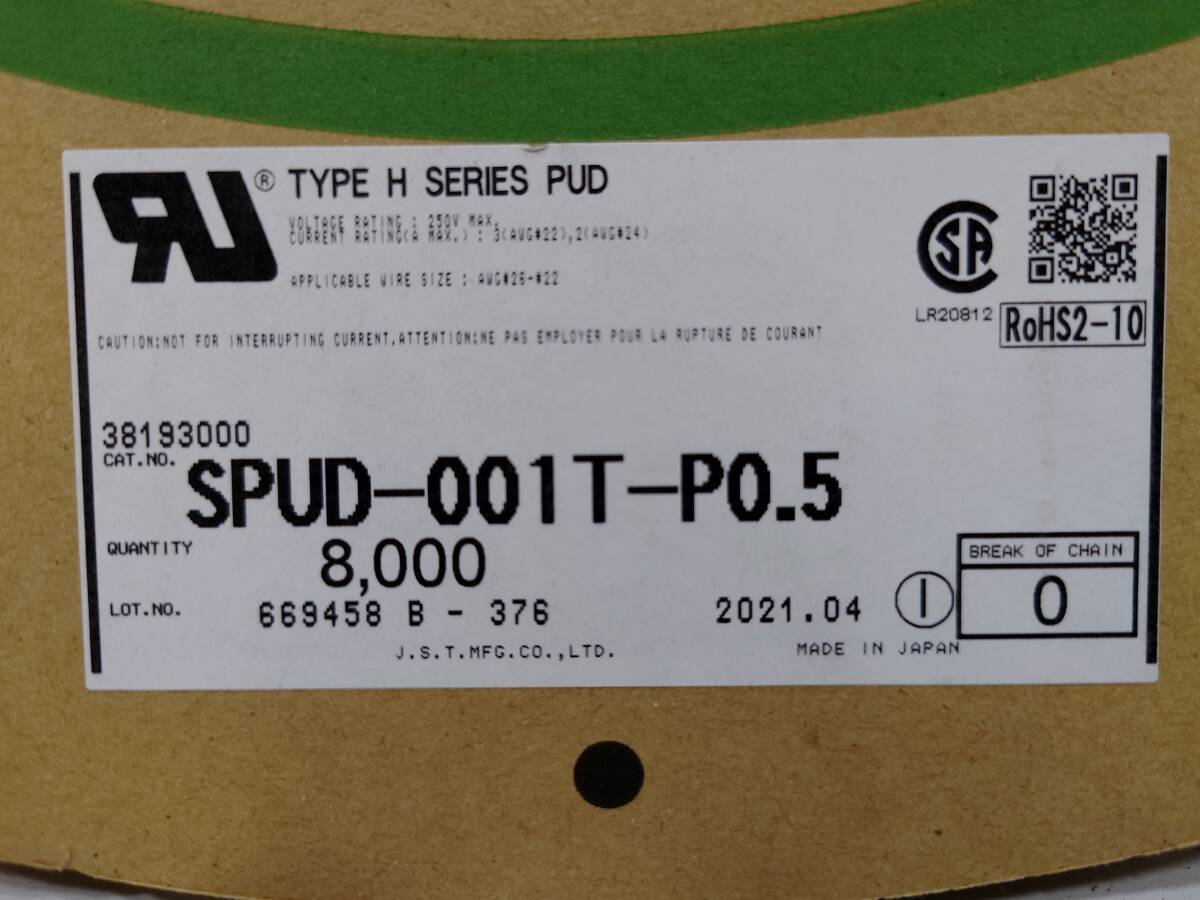 RU ® TYPE H SERIES PUD
VOLTAGE RATING : 250V MAX,
CURRENT RATING(A MAX.) : 3(AWG#22),2(AWG#24)
APPLICABLE WIRE SIZE : AWG#26-#22
SA
LR20812 RoHS2-10
CAUTION:NOT FOR INTERRUPTING CURRENT,ATTENTION:NE PAS EMPLOYER POUR LA RUPTURE DE COURANT
38193000
CAT.NO. SPUD-001T-P0.5
QUANTITY 8,000
BREAK OF CHAIN
LOT.NO. 669458 B - 376 2021.04 I 0
J.S.T.MFG.CO.,LTD. MADE IN JAPAN